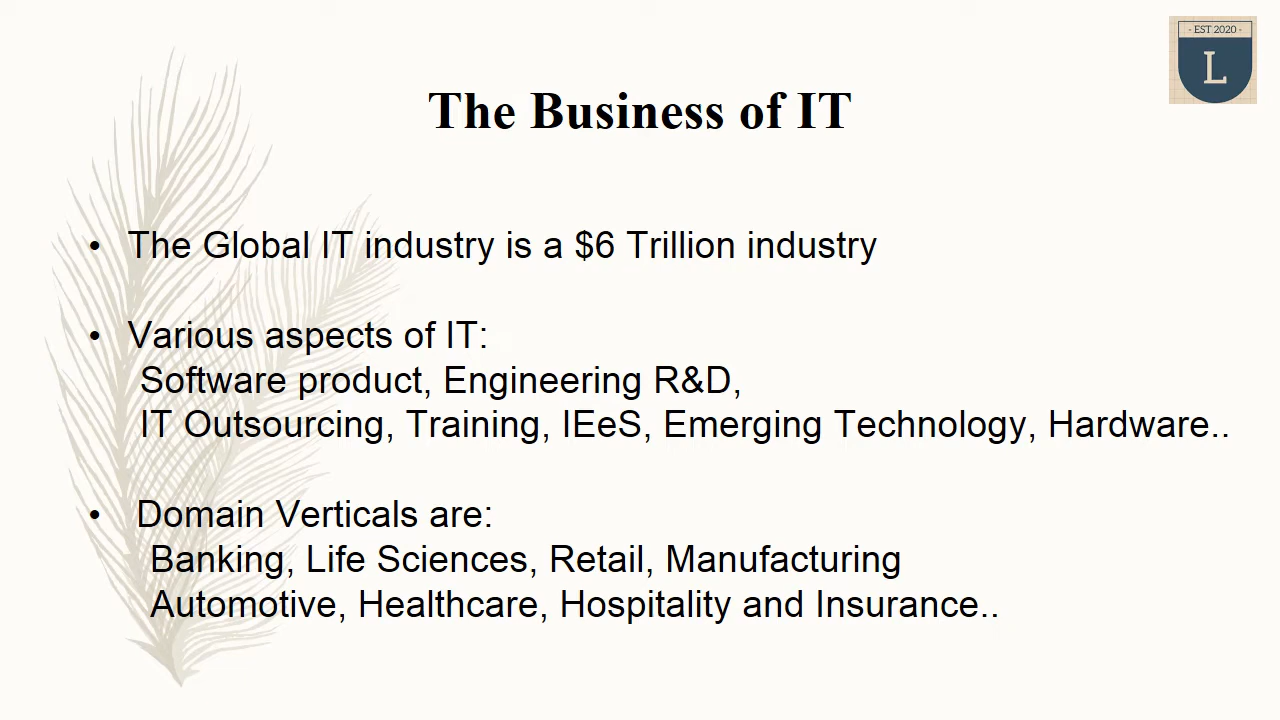 - EST 2020 -
L
The Business of IT
• The Global IT industry is a $6 Trillion industry
• Various aspects of IT:
Software product, Engineering R&D,
IT Outsourcing, Training, IEeS, Emerging Technology, Hardware..
• Domain Verticals are:
Banking, Life Sciences, Retail, Manufacturing
Automotive, Healthcare, Hospitality and Insurance..